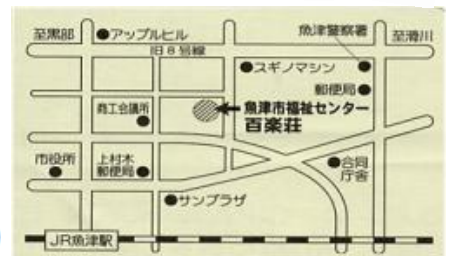 至黒部
●アップルヒル
魚津警察署
至滑川
旧8号線
●スギノマシン
郵便局●
商工会議所
魚津市福祉センター
百楽荘
市役所
上村木
郵便局
●合同
庁舎
●サンプラザ
JR魚津駅